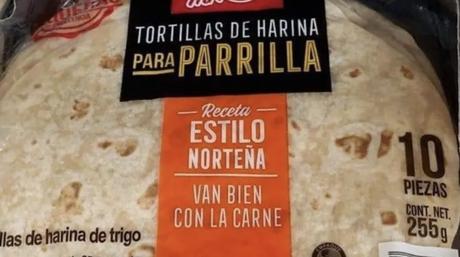 TORTILLAS DE HARINA
PARA PARRILLA
Receta
ESTILO
NORTEÑA
VAN BIEN
CON LA CARNE
10
PIEZAS
CONT. NET.
255g
llas de harina de trigo